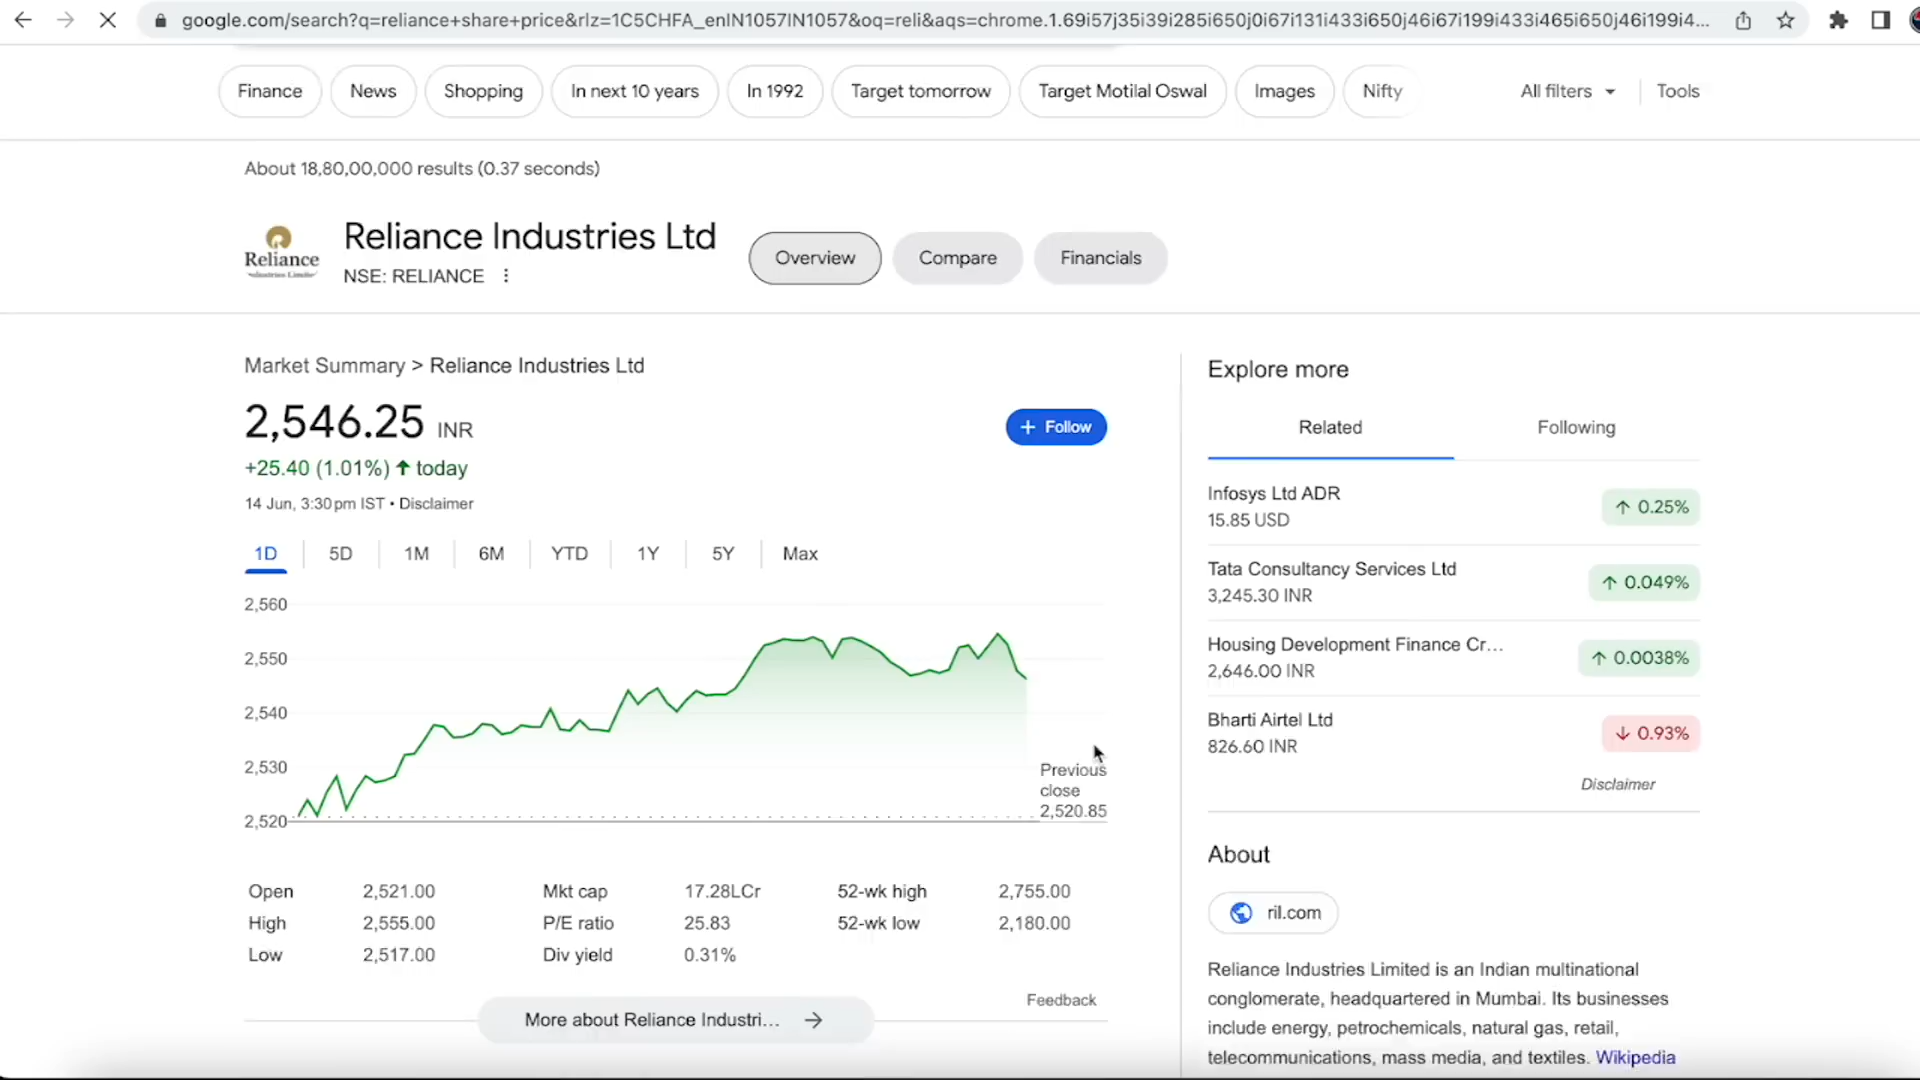 google.com/search?q=reliance+share+price&rlz=1C5CHFA_enIN1057IN1057&oq=reli&aqs=chrome.1.69i57j35i39i285i650j0i67i131i433i650j46i67i199i433i465i650j46i199i4...
Finance News Shopping In next 10 years In 1992 Target tomorrow Target Motilal Oswal Images Nifty All filters Tools
About 18,80,00,000 results (0.37 seconds)
Reliance
Industries Limited
Reliance Industries Ltd
NSE: RELIANCE
Overview Compare Financials
Market Summary > Reliance Industries Ltd
2,546.25 INR
+ Follow
+25.40 (1.01%) ↑ today
14 Jun, 3:30 pm IST • Disclaimer
1D 5D 1M 6M YTD 1Y 5Y Max
2,560
2,550
2,540
2,530
2,520
Previous
close
2,520.85
Open 2,521.00 Mkt cap 17.28LCr 52-wk high 2,755.00
High 2,555.00 P/E ratio 25.83 52-wk low 2,180.00
Low 2,517.00 Div yield 0.31%
Feedback
More about Reliance Industri... →
Explore more
Related Following
Infosys Ltd ADR
15.85 USD
↑ 0.25%
Tata Consultancy Services Ltd
3,245.30 INR
↑ 0.049%
Housing Development Finance Cr...
2,646.00 INR
↑ 0.0038%
Bharti Airtel Ltd
826.60 INR
↓ 0.93%
Disclaimer
About
ril.com
Reliance Industries Limited is an Indian multinational
conglomerate, headquartered in Mumbai. Its businesses
include energy, petrochemicals, natural gas, retail,
telecommunications, mass media, and textiles. Wikipedia